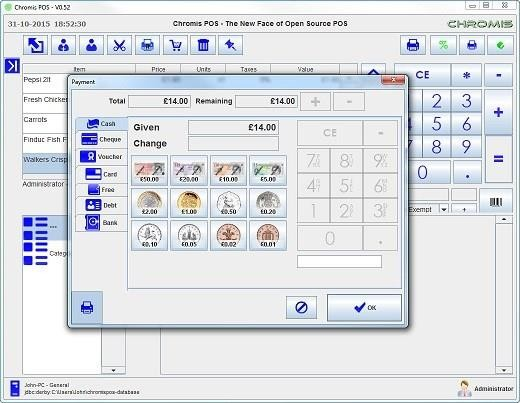 Chromis POS - V0.52
31-10-2015 18:52:30
Chromis POS - The New Face of Open Source POS
CHROMIS
Item Price Units Taxes Value
Pepsi 2lt
Fresh Chicken
Carrots
Finduc Fish F
Walkers Crisp
Administrator -
...
Catego
Payment
Total £14.00 Remaining £14.00 + -
Cash
Cheque
Voucher
Card
Free
Debt
Bank
Given £14.00
Change
£50.00 £20.00 £10.00 £5.00
£2.00 £1.00 £0.50 £0.20
£0.10 £0.05 £0.02 £0.01
CE -
7 8 9
4 5 6
1 2 3
0 .
OK
CE * -
1 2 3 +
7 8 9
0 . =
Exempt +
John-PC - General
jdbc:derby:C:\Users\John\chromispos-database
Administrator